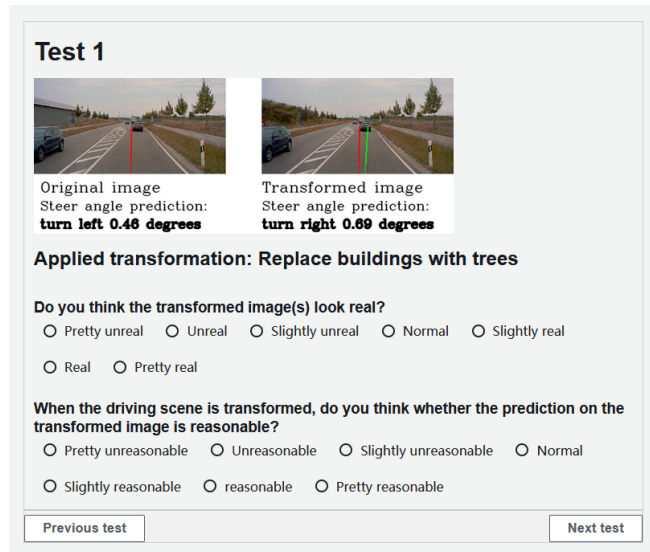 Test 1
Original image
Steer angle prediction:
turn left 0.46 degrees
Transformed image
Steer angle prediction:
turn right 0.69 degrees
Applied transformation: Replace buildings with trees
Do you think the transformed image(s) look real?
Pretty unreal Unreal Slightly unreal Normal Slightly real
Real Pretty real
When the driving scene is transformed, do you think whether the prediction on the
transformed image is reasonable?
Pretty unreasonable Unreasonable Slightly unreasonable Normal
Slightly reasonable reasonable Pretty reasonable
Previous test Next test